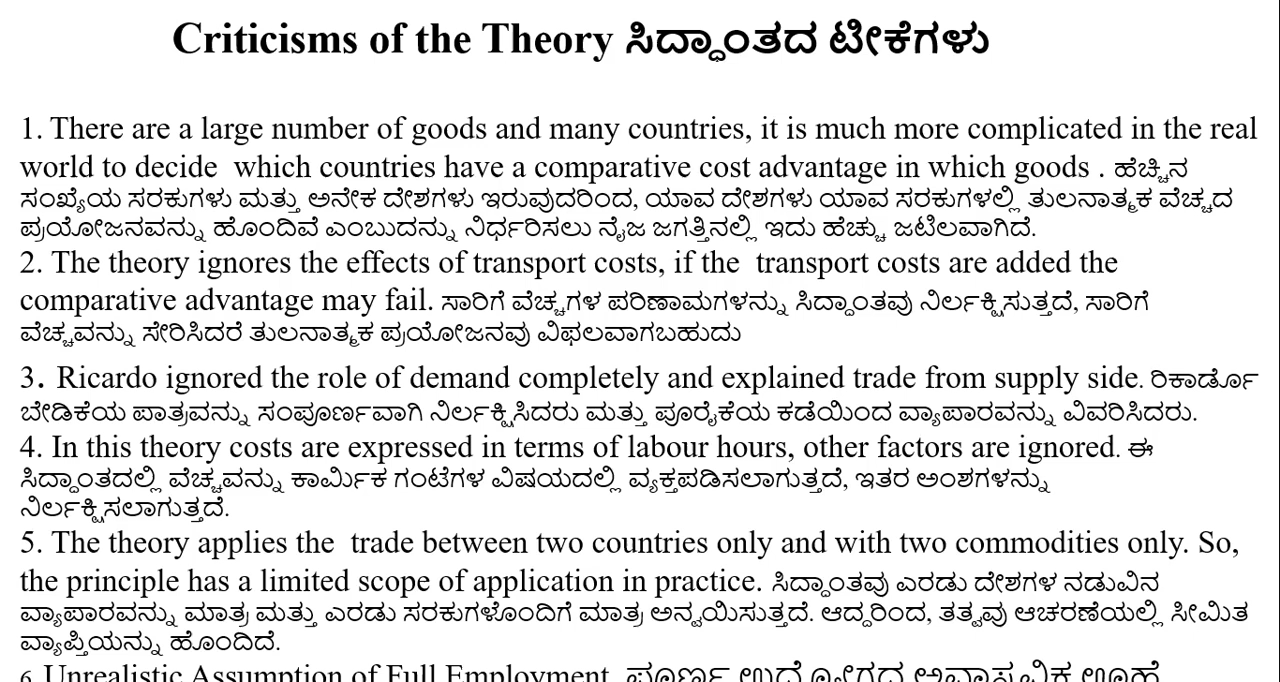 Criticisms of the Theory ಸಿದ್ಧಾಂತದ ಟೀಕೆಗಳು
1. There are a large number of goods and many countries, it is much more complicated in the real
world to decide  which countries have a comparative cost advantage in which goods . ಹೆಚ್ಚಿನ
ಸಂಖ್ಯೆಯ ಸರಕುಗಳು ಮತ್ತು ಅನೇಕ ದೇಶಗಳು ಇರುವುದರಿಂದ, ಯಾವ ದೇಶಗಳು ಯಾವ ಸರಕುಗಳಲ್ಲಿ ತುಲನಾತ್ಮಕ ವೆಚ್ಚದ
ಪ್ರಯೋಜನವನ್ನು ಹೊಂದಿವೆ ಎಂಬುದನ್ನು ನಿರ್ಧರಿಸಲು ನೈಜ ಜಗತ್ತಿನಲ್ಲಿ ಇದು ಹೆಚ್ಚು ಜಟಿಲವಾಗಿದೆ.
2. The theory ignores the effects of transport costs, if the  transport costs are added the
comparative advantage may fail. ಸಾರಿಗೆ ವೆಚ್ಚಗಳ ಪರಿಣಾಮಗಳನ್ನು ಸಿದ್ಧಾಂತವು ನಿರ್ಲಕ್ಷಿಸುತ್ತದೆ, ಸಾರಿಗೆ
ವೆಚ್ಚವನ್ನು ಸೇರಿಸಿದರೆ ತುಲನಾತ್ಮಕ ಪ್ರಯೋಜನವು ವಿಫಲವಾಗಬಹುದು
3. Ricardo ignored the role of demand completely and explained trade from supply side. ರಿಕಾರ್ಡೊ
ಬೇಡಿಕೆಯ ಪಾತ್ರವನ್ನು ಸಂಪೂರ್ಣವಾಗಿ ನಿರ್ಲಕ್ಷಿಸಿದರು ಮತ್ತು ಪೂರೈಕೆಯ ಕಡೆಯಿಂದ ವ್ಯಾಪಾರವನ್ನು ವಿವರಿಸಿದರು.
4. In this theory costs are expressed in terms of labour hours, other factors are ignored. ಈ
ಸಿದ್ಧಾಂತದಲ್ಲಿ ವೆಚ್ಚವನ್ನು ಕಾರ್ಮಿಕ ಗಂಟೆಗಳ ವಿಷಯದಲ್ಲಿ ವ್ಯಕ್ತಪಡಿಸಲಾಗುತ್ತದೆ, ಇತರ ಅಂಶಗಳನ್ನು
ನಿರ್ಲಕ್ಷಿಸಲಾಗುತ್ತದೆ.
5. The theory applies the  trade between two countries only and with two commodities only. So,
the principle has a limited scope of application in practice. ಸಿದ್ಧಾಂತವು ಎರಡು ದೇಶಗಳ ನಡುವಿನ
ವ್ಯಾಪಾರವನ್ನು ಮಾತ್ರ ಮತ್ತು ಎರಡು ಸರಕುಗಳೊಂದಿಗೆ ಮಾತ್ರ ಅನ್ವಯಿಸುತ್ತದೆ. ಆದ್ದರಿಂದ, ತತ್ವವು ಆಚರಣೆಯಲ್ಲಿ ಸೀಮಿತ
ವ್ಯಾಪ್ತಿಯನ್ನು ಹೊಂದಿದೆ.
6. Unrealistic Assumption of Full Employment. ಪೂರ್ಣ ಉದ್ಯೋಗದ ಅವಾಸ್ತವಿಕ ಊಹೆ